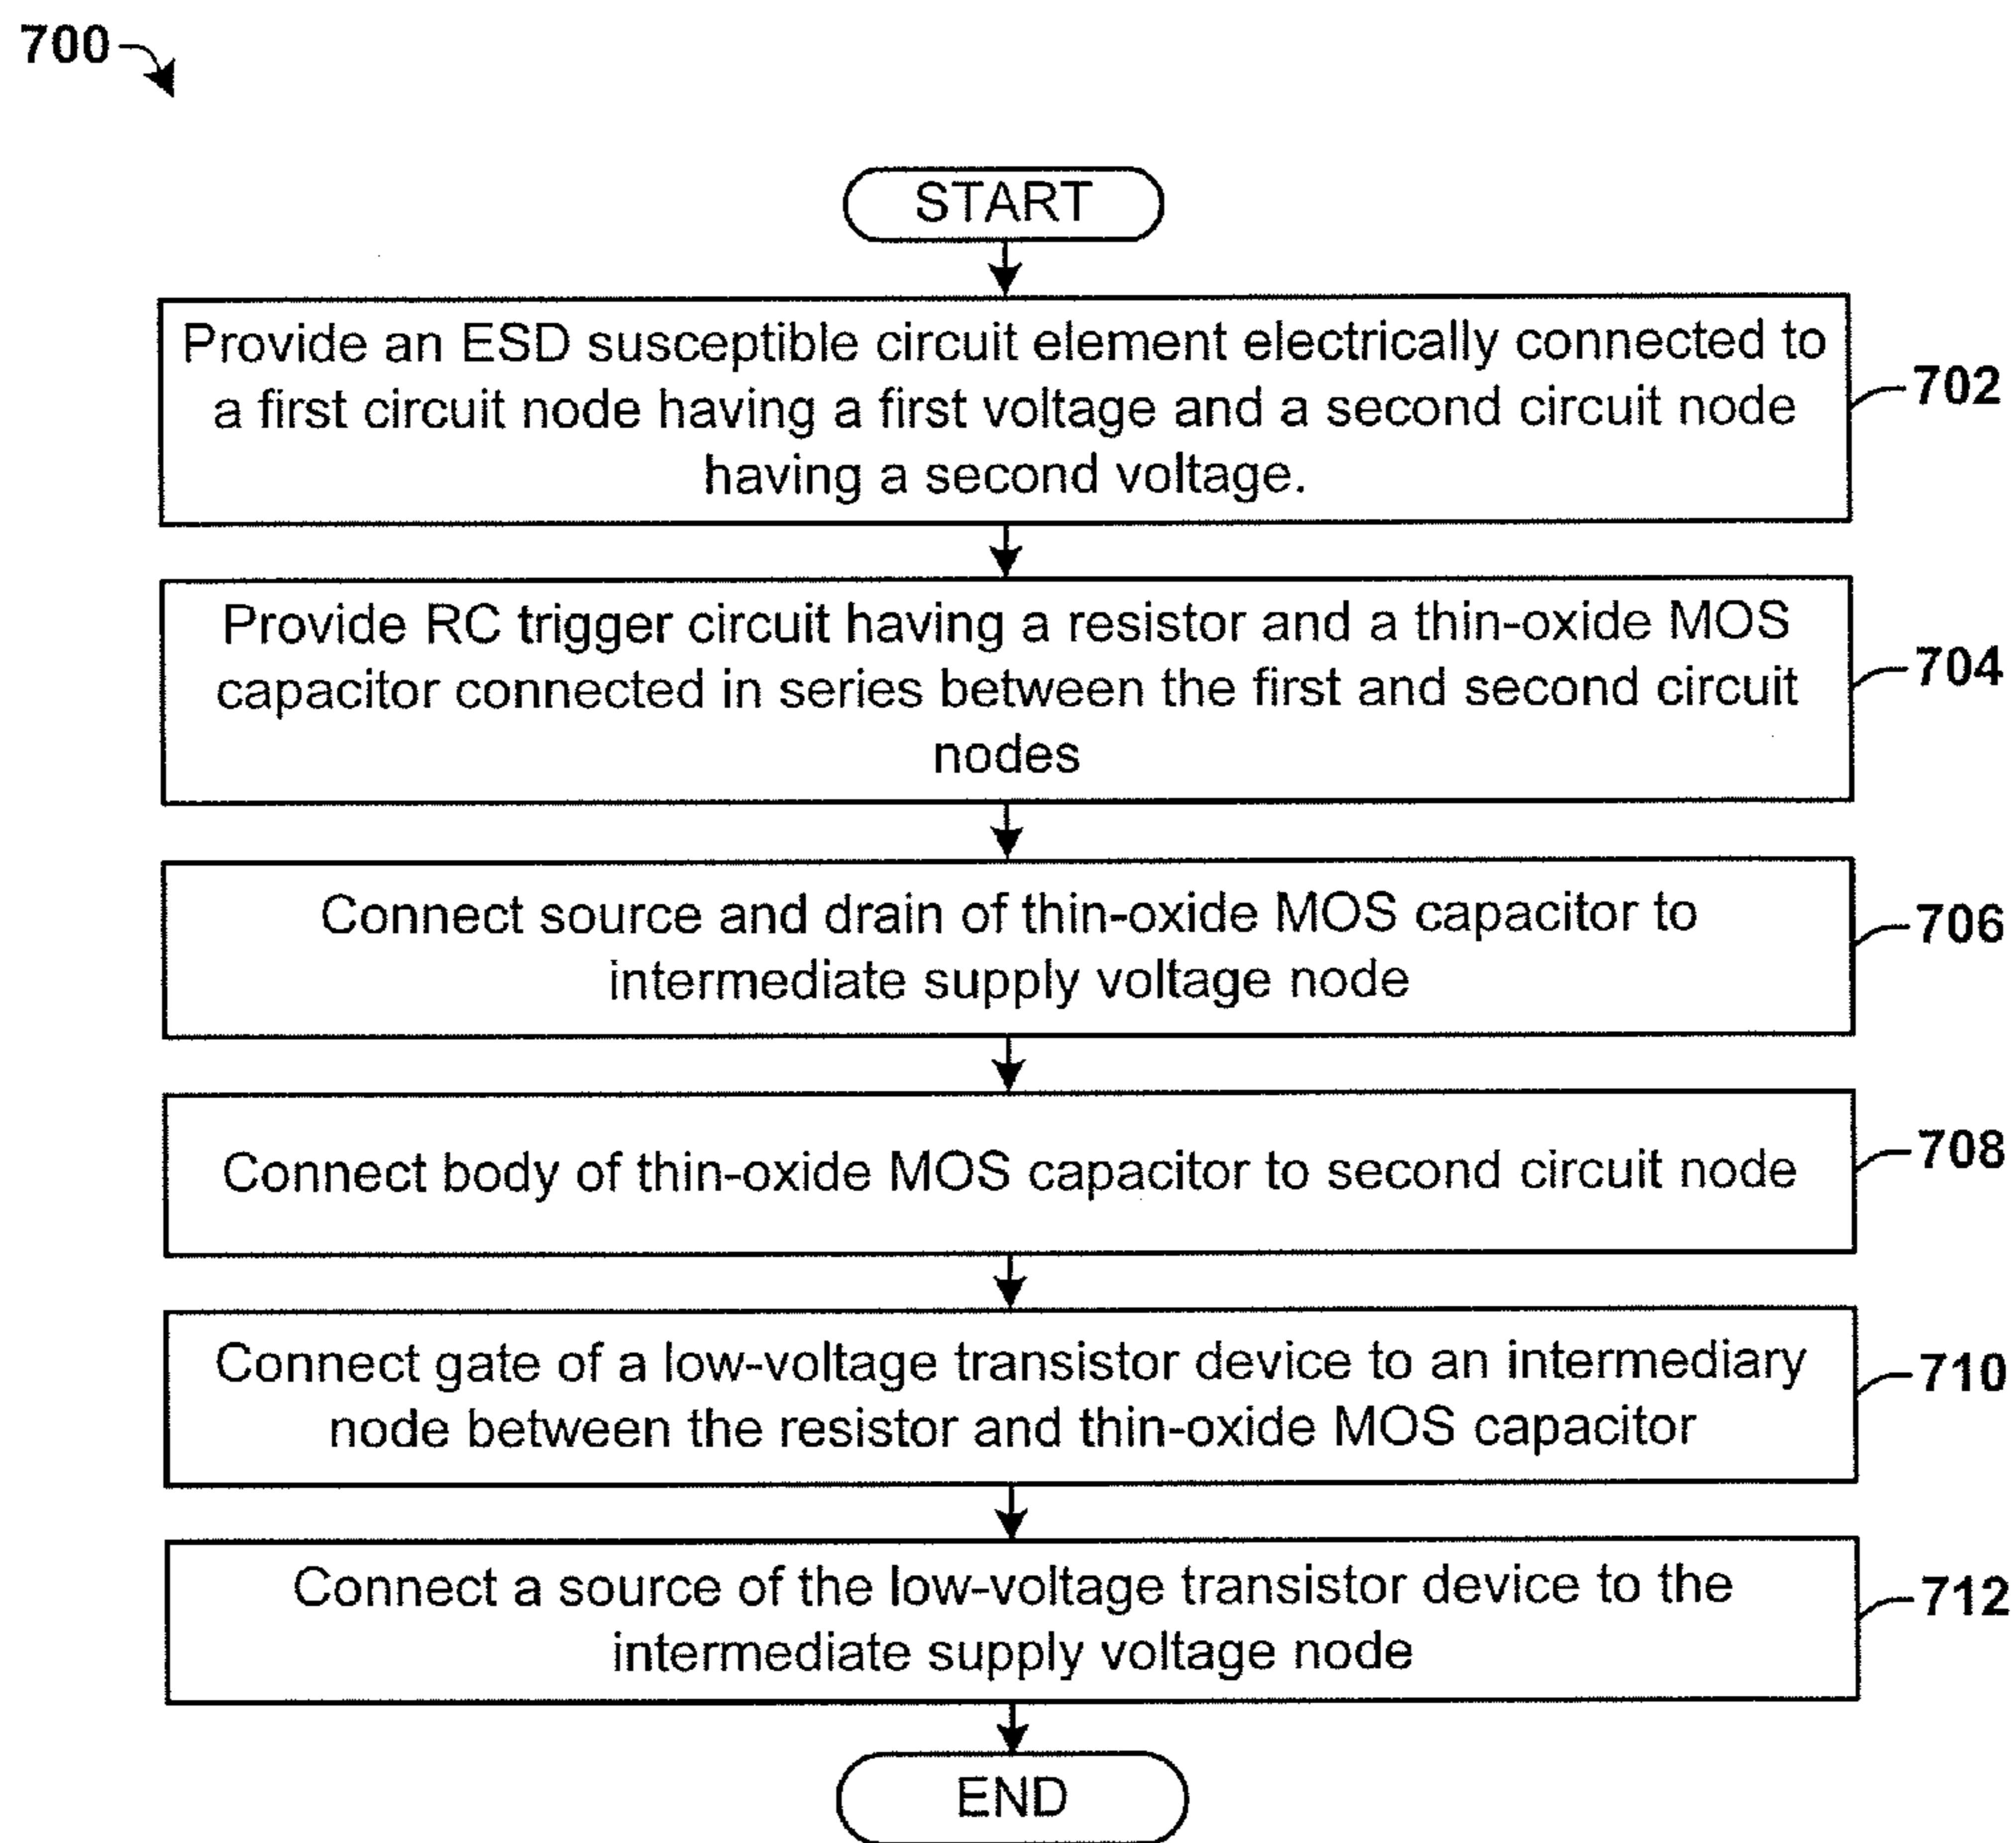 700
START
Provide an ESD susceptible circuit element electrically connected to
a first circuit node having a first voltage and a second circuit node
having a second voltage.
702
Provide RC trigger circuit having a resistor and a thin-oxide MOS
capacitor connected in series between the first and second circuit
nodes
704
Connect source and drain of thin-oxide MOS capacitor to
intermediate supply voltage node
706
Connect body of thin-oxide MOS capacitor to second circuit node
708
Connect gate of a low-voltage transistor device to an intermediary
node between the resistor and thin-oxide MOS capacitor
710
Connect a source of the low-voltage transistor device to the
intermediate supply voltage node
712
END